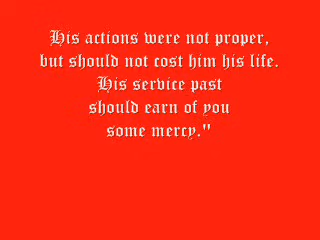 His actions were not proper,
but should not cost him his life.
His service past
should earn of you
some mercy."